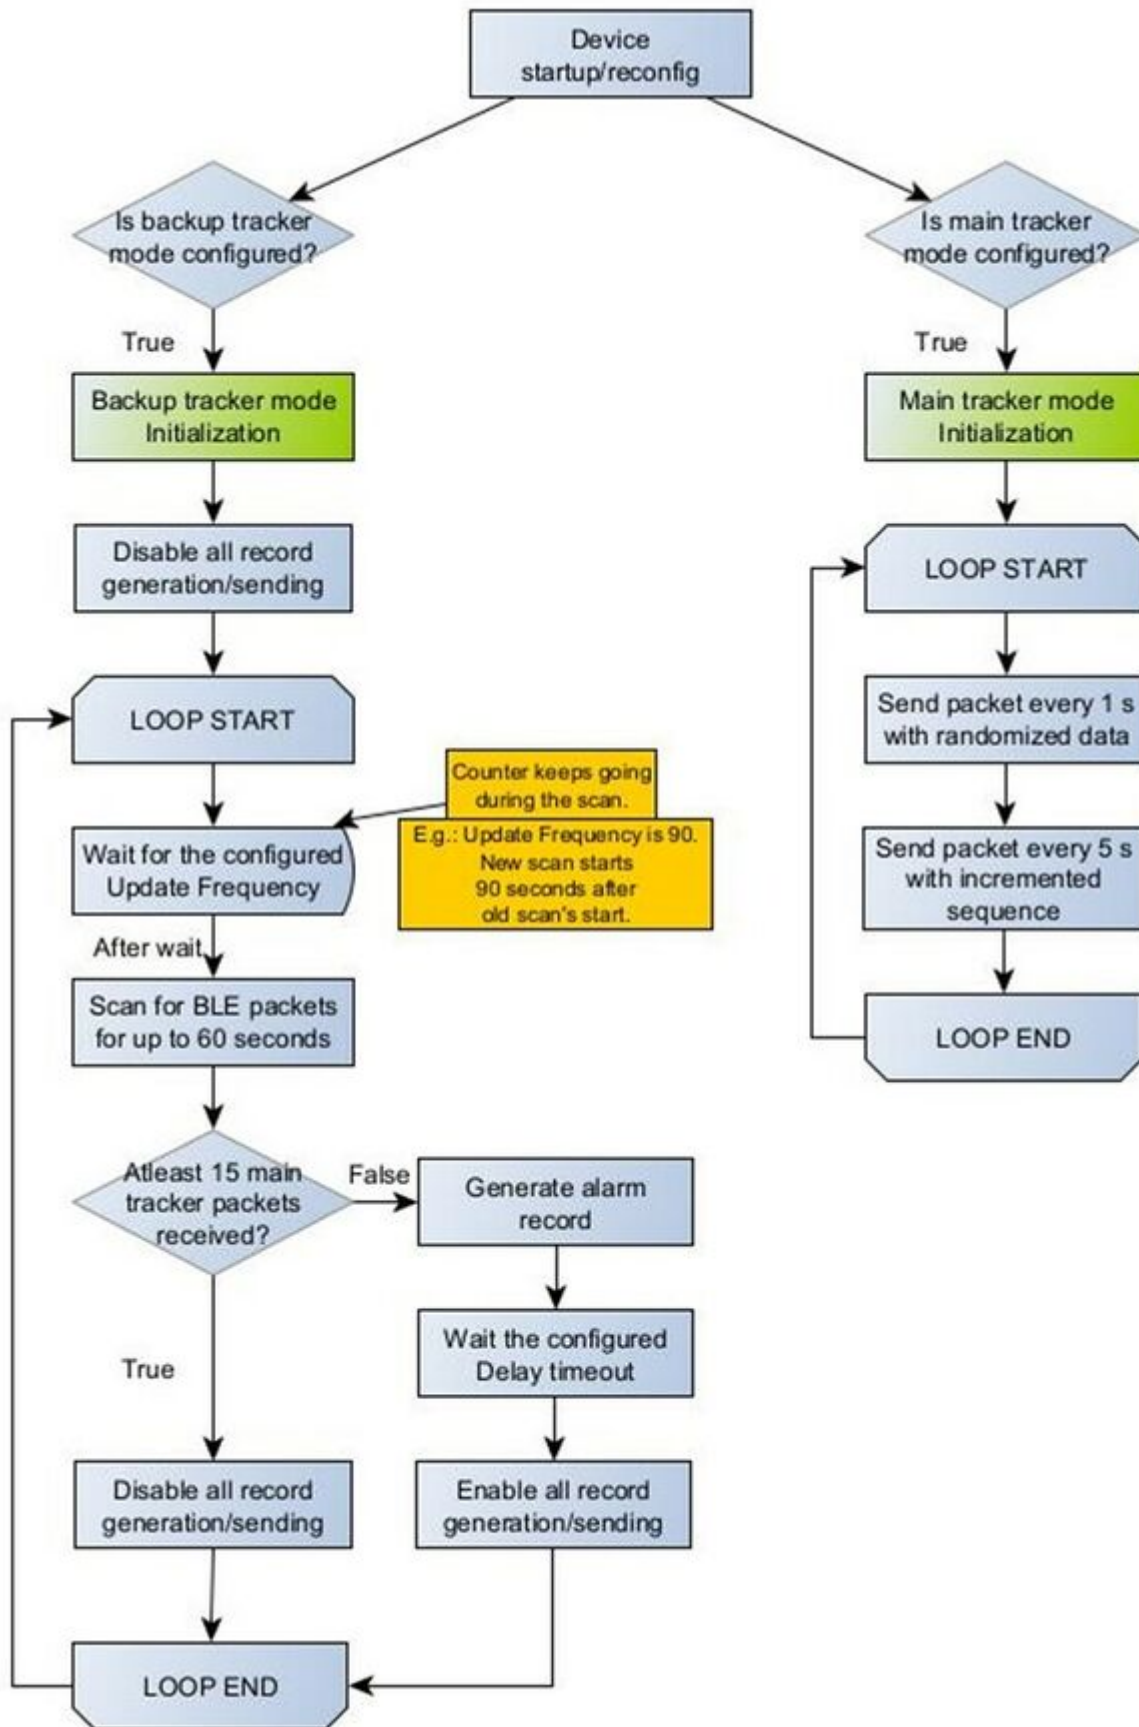 Device
startup/reconfig
Is backup tracker
mode configured?
True
Backup tracker mode
Initialization
Disable all record
generation/sending
LOOP START
Counter keeps going
during the scan.
E.g.: Update Frequency is 90.
New scan starts
90 seconds after
old scan's start.
Wait for the configured
Update Frequency
After wait
Scan for BLE packets
for up to 60 seconds
Atleast 15 main
tracker packets
received?
False
Generate alarm
record
Wait the configured
Delay timeout
Enable all record
generation/sending
True
Disable all record
generation/sending
LOOP END
Is main tracker
mode configured?
True
Main tracker mode
Initialization
LOOP START
Send packet every 1 s
with randomized data
Send packet every 5 s
with incremented
sequence
LOOP END